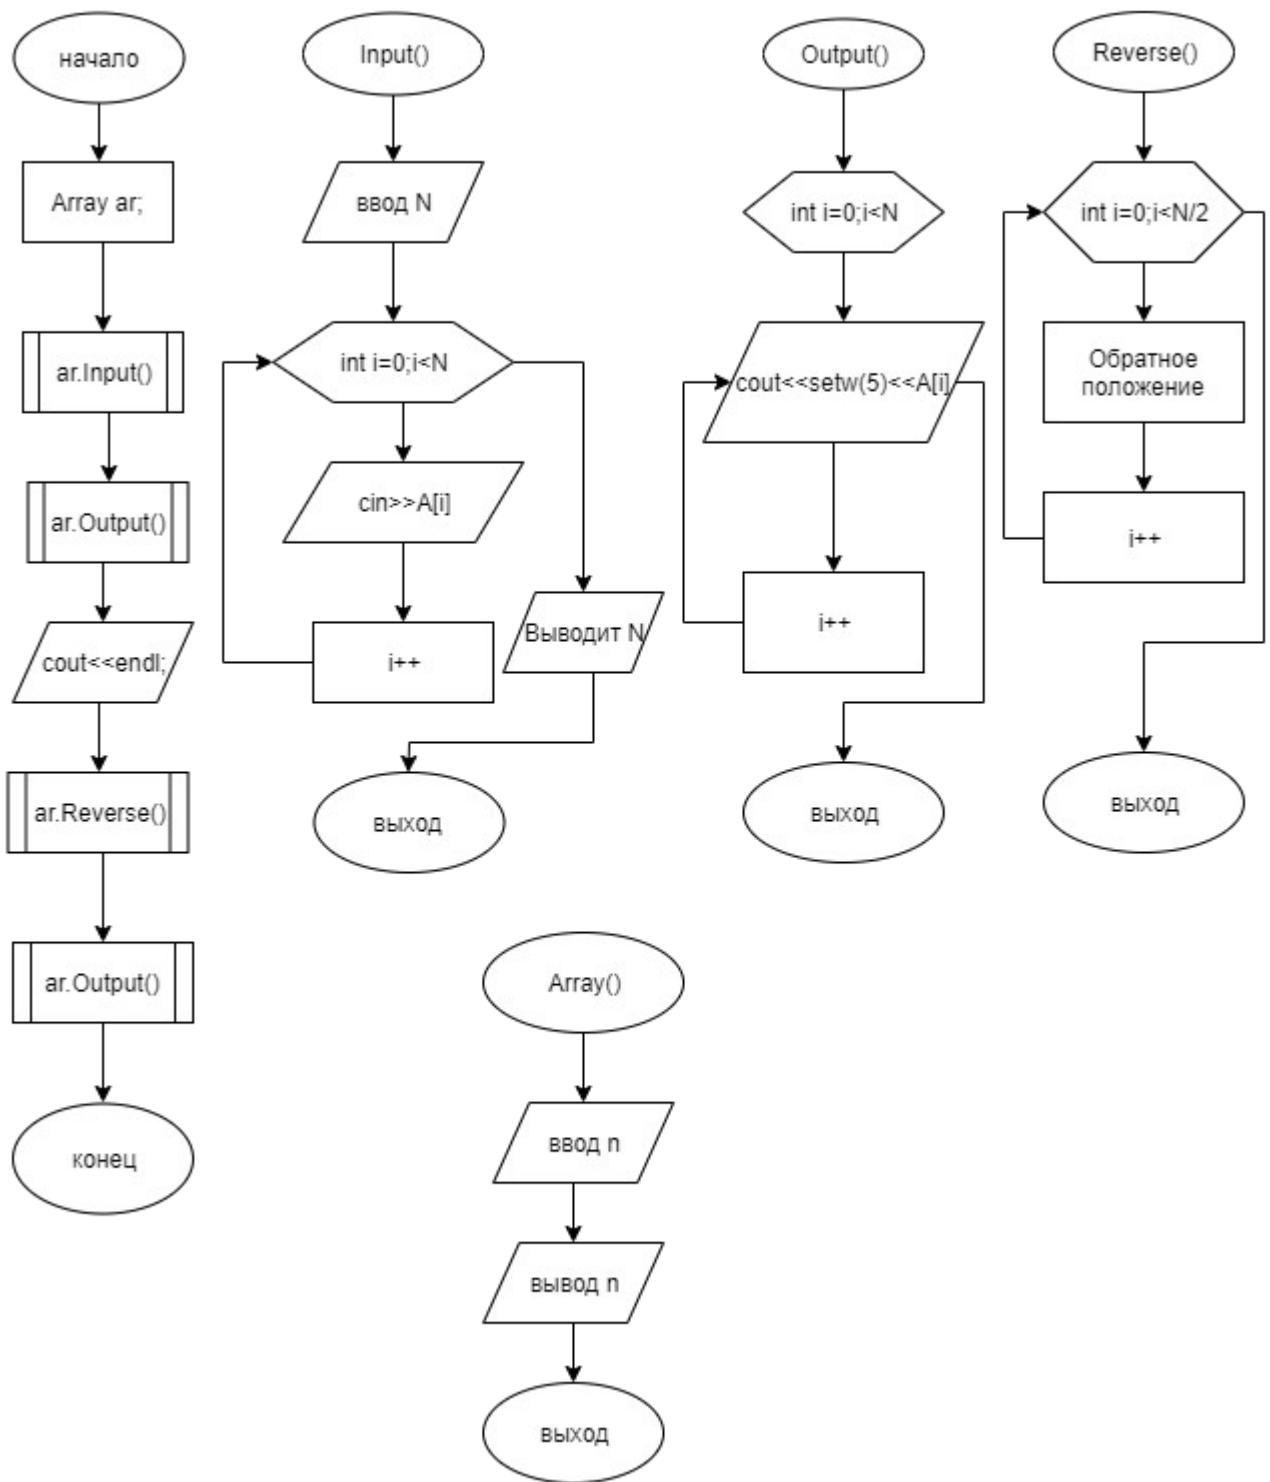 начало
Array ar;
ar.Input()
ar.Output()
cout<<endl;
ar.Reverse()
ar.Output()
конец
Input()
ввод N
int i=0;i<N
cin>>A[i]
i++
Выводит N
выход
Output()
int i=0;i<N
cout<<setw(5)<<A[i]
i++
выход
Reverse()
int i=0;i<N/2
Обратное
положение
i++
выход
Array()
ввод n
вывод n
выход